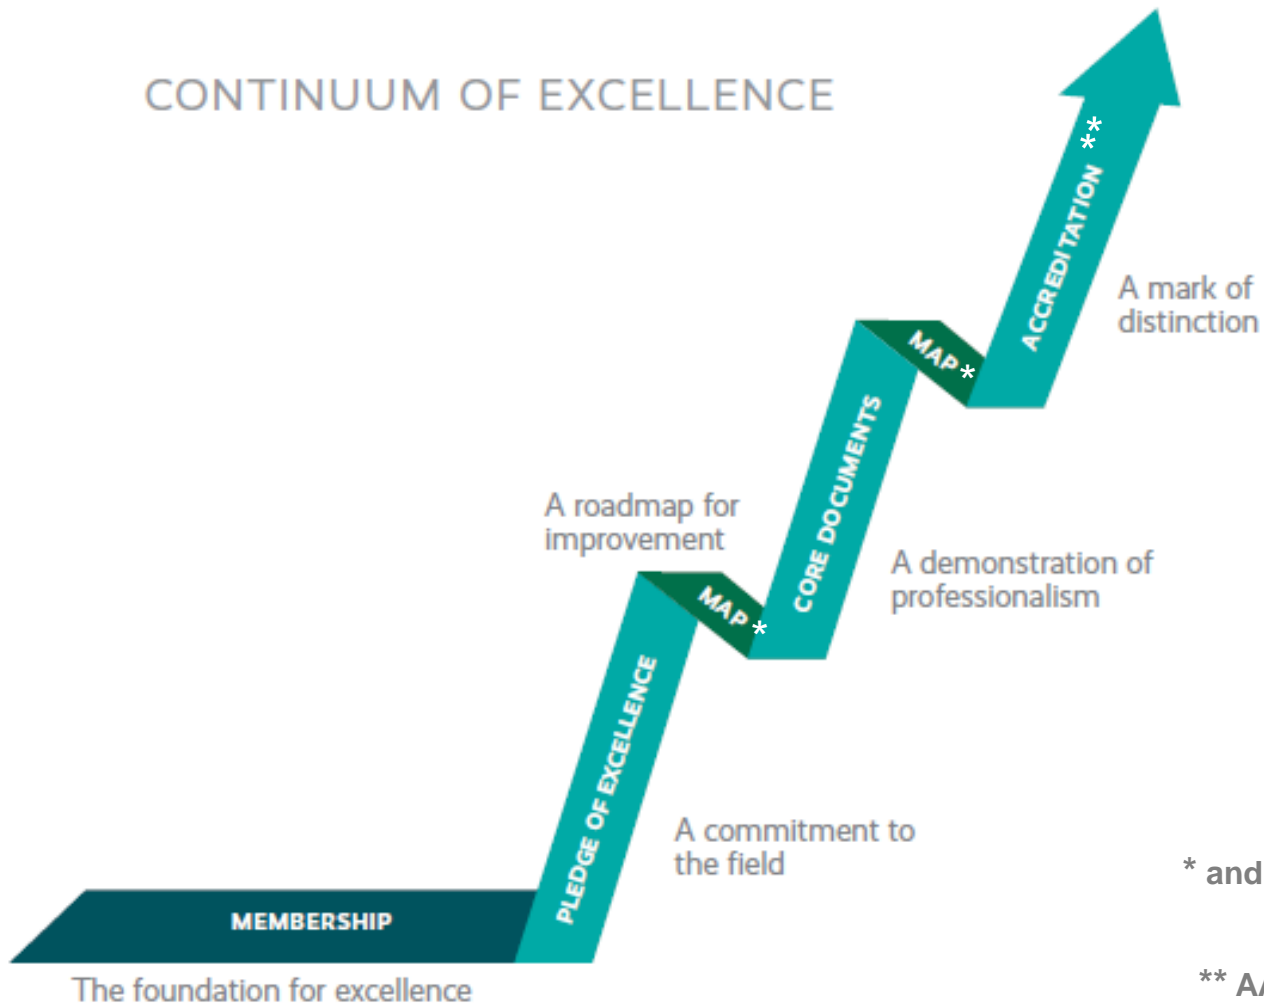 CONTINUUM OF EXCELLENCE
ACCREDITATION **
A mark of
distinction
MAP *
CORE DOCUMENTS
A roadmap for
improvement
A demonstration of
professionalism
MAP *
PLEDGE OF EXCELLENCE
A commitment to
the field
* and
MEMBERSHIP
The foundation for excellence
**